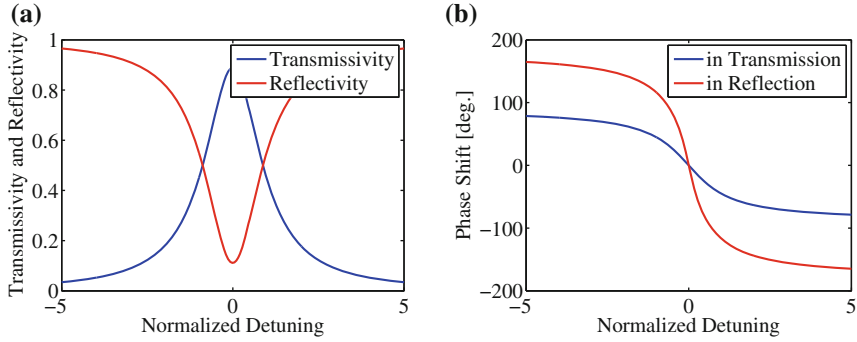 (a)
Transmissivity and Reflectivity
1
0.8
0.6
0.4
0.2
0
−5
0
5
Normalized Detuning
Transmissivity
Reflectivity
(b)
Phase Shift [deg.]
200
100
0
−100
−200
−5
0
5
Normalized Detuning
in Transmission
in Reflection